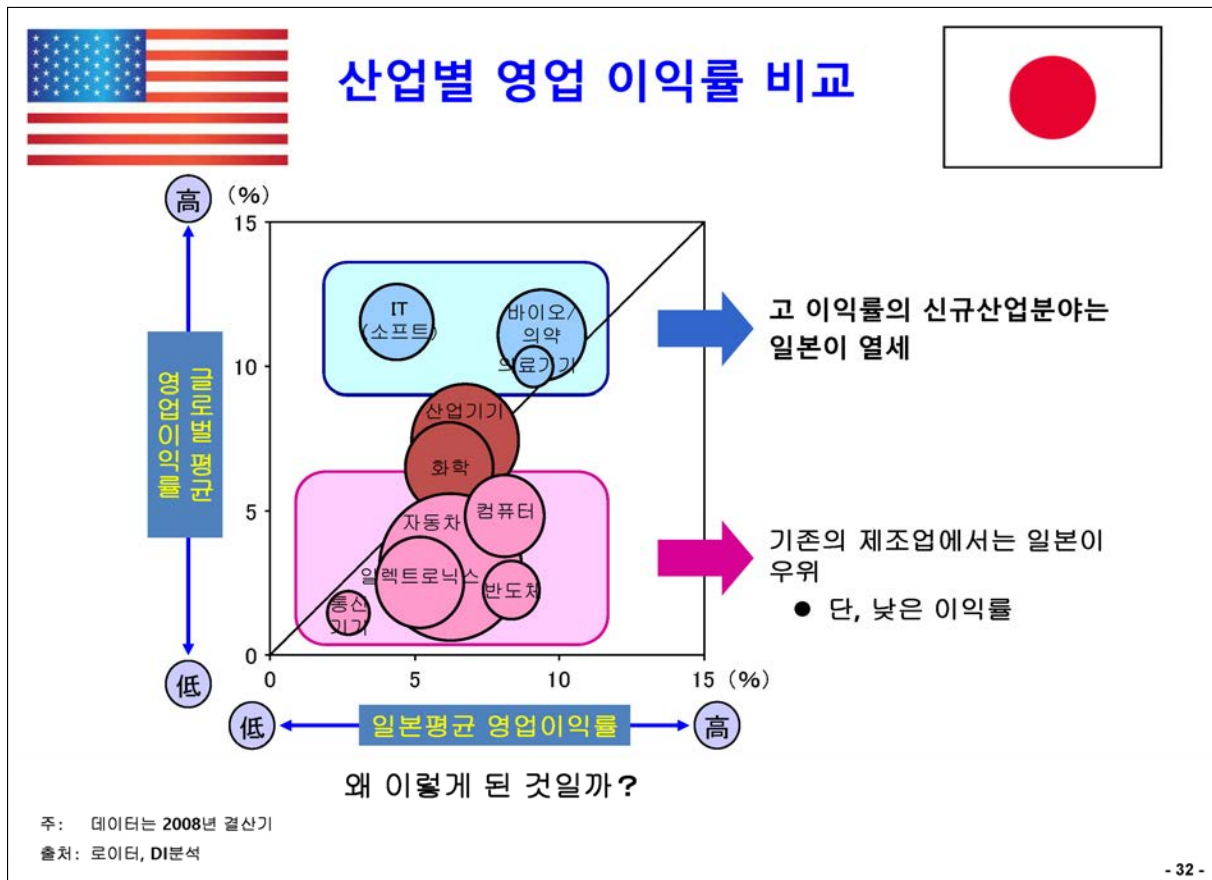 산업별 영업 이익률 비교
高 (%)
15
10
5
0
글로벌 평균
영업이익률
低
IT
(소프트)
바이오/
의약
의료기기
산업기기
화학
컴퓨터
자동차
일렉트로닉스
반도체
통신
기기
0 5 10 15 (%)
低 일본평균 영업이익률 高
고 이익률의 신규산업분야는
일본이 열세
기존의 제조업에서는 일본이
우위
● 단, 낮은 이익률
왜 이렇게 된 것일까?
주: 데이터는 2008년 결산기
출처: 로이터, DI분석
- 32 -